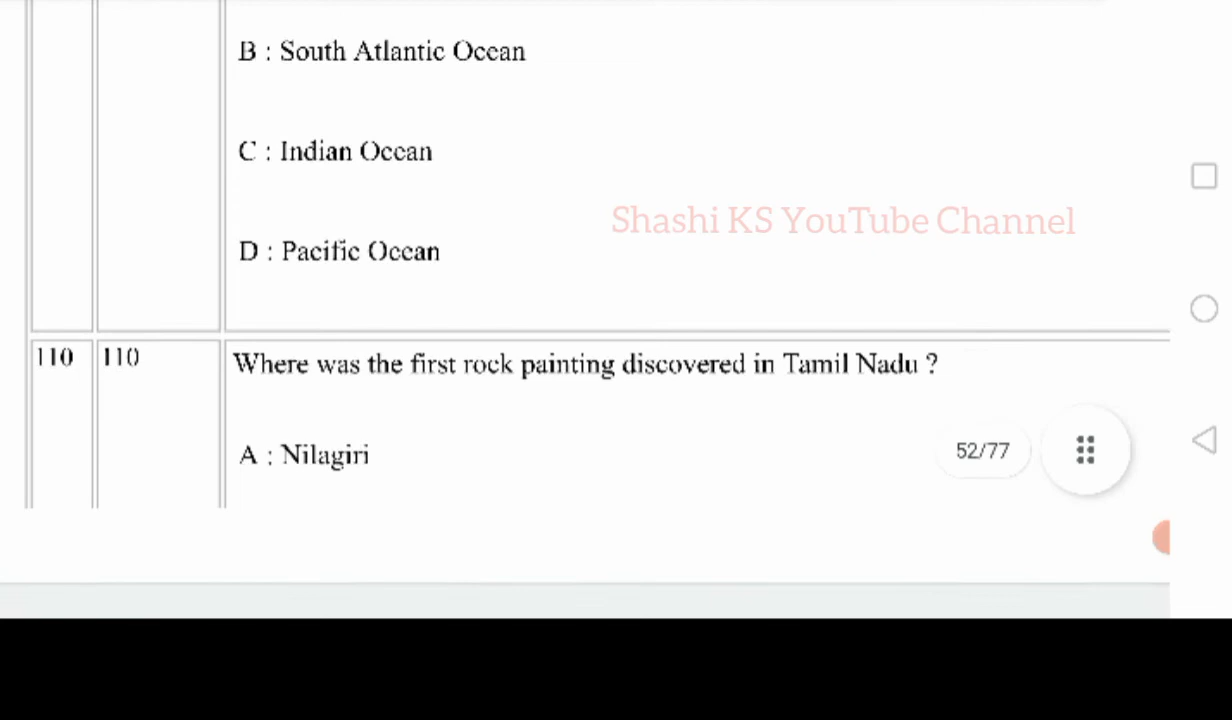 B : South Atlantic Ocean
C : Indian Ocean
Shashi KS YouTube Channel
D : Pacific Ocean
110 110 Where was the first rock painting discovered in Tamil Nadu ?
A : Nilagiri
52/77